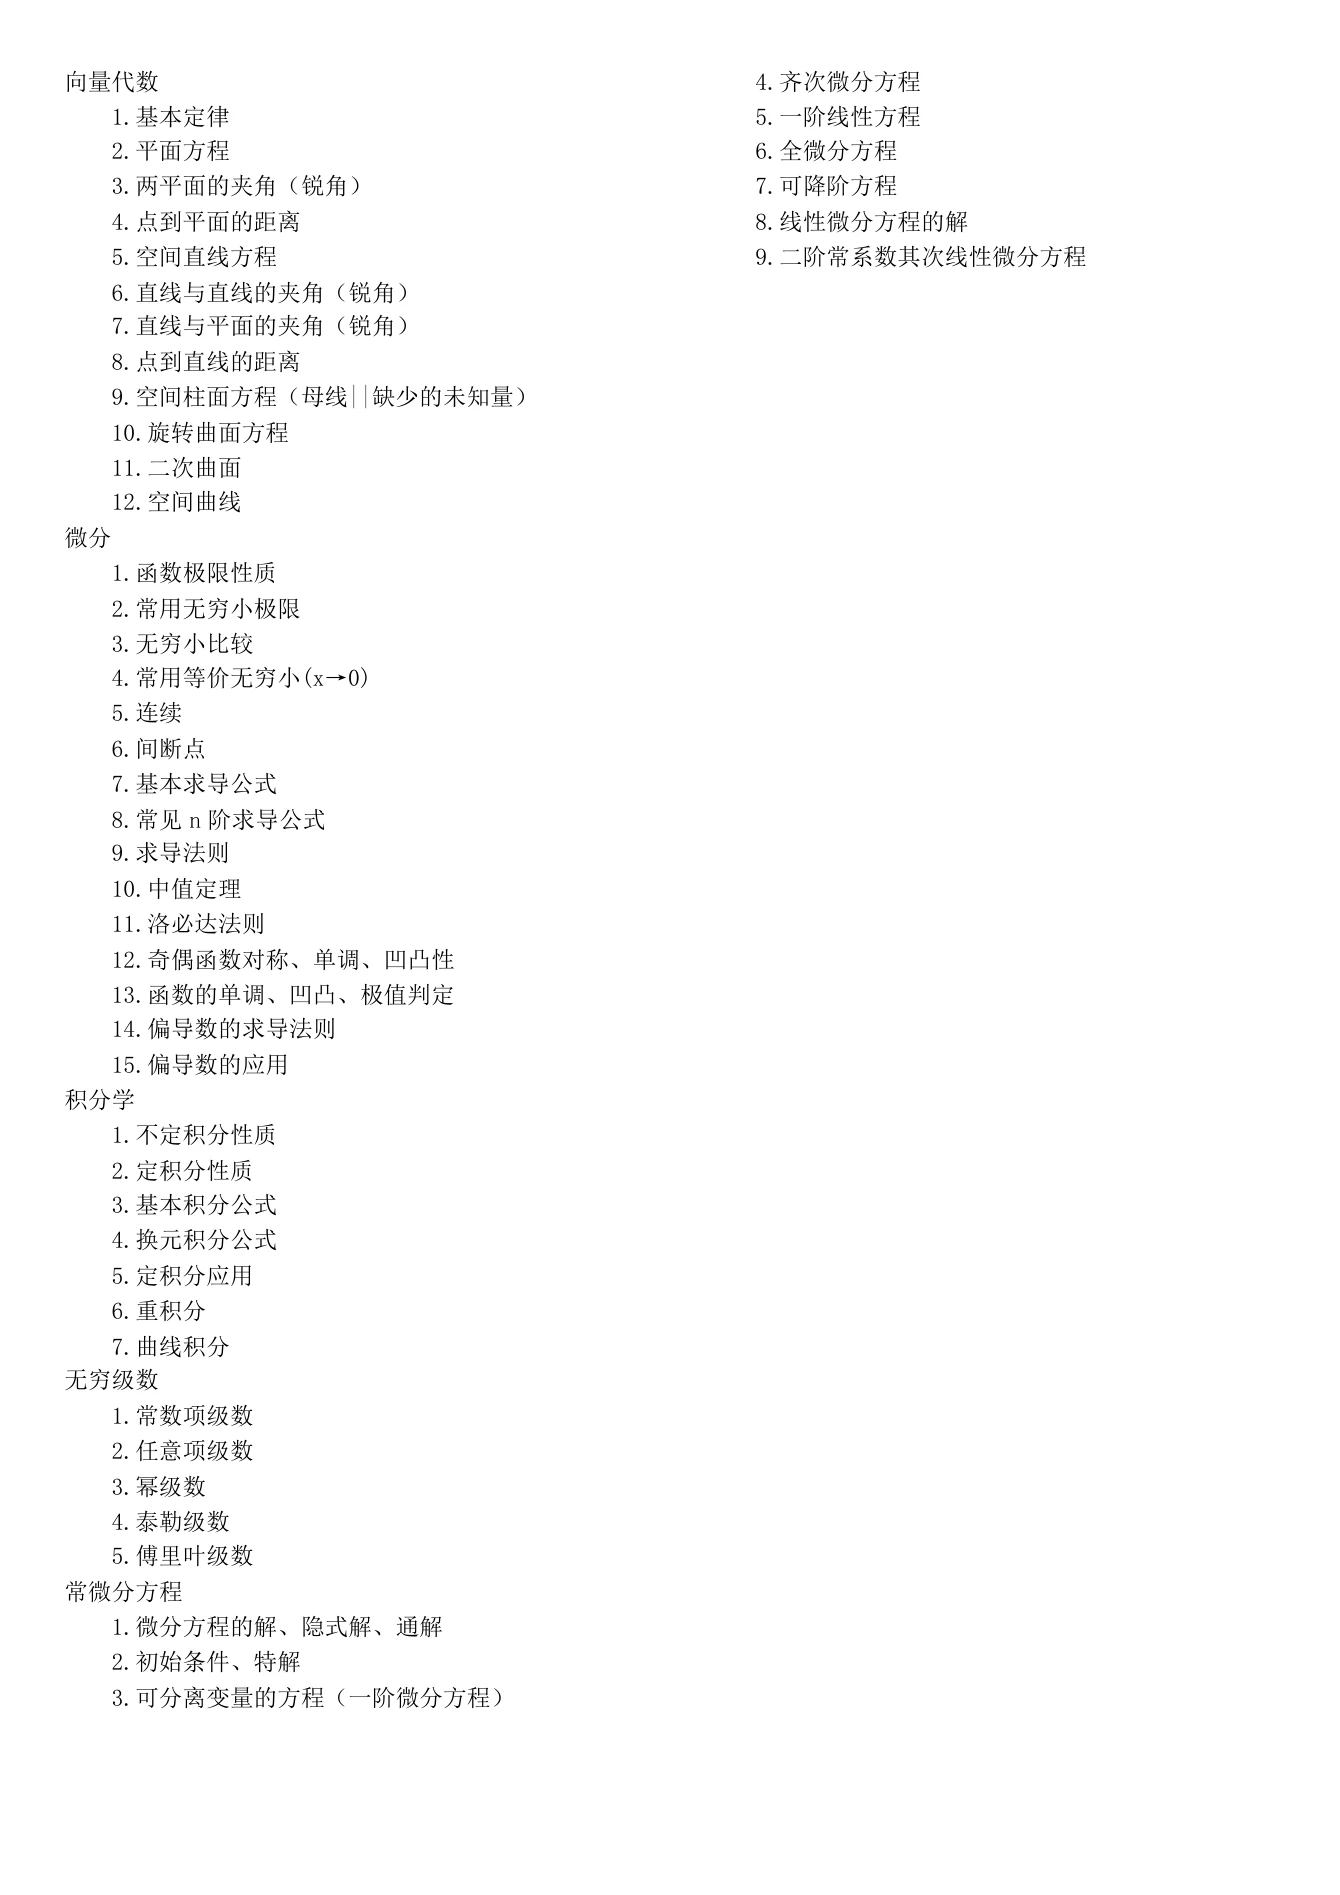 向量代数
1.基本定律
2.平面方程
3.两平面的夹角（锐角）
4.点到平面的距离
5.空间直线方程
6.直线与直线的夹角（锐角）
7.直线与平面的夹角（锐角）
8.点到直线的距离
9.空间柱面方程（母线||缺少的未知量）
10.旋转曲面方程
11.二次曲面
12.空间曲线
微分
1.函数极限性质
2.常用无穷小极限
3.无穷小比较
4.常用等价无穷小(x→0)
5.连续
6.间断点
7.基本求导公式
8.常见 n 阶求导公式
9.求导法则
10.中值定理
11.洛必达法则
12.奇偶函数对称、单调、凹凸性
13.函数的单调、凹凸、极值判定
14.偏导数的求导法则
15.偏导数的应用
积分学
1.不定积分性质
2.定积分性质
3.基本积分公式
4.换元积分公式
5.定积分应用
6.重积分
7.曲线积分
无穷级数
1.常数项级数
2.任意项级数
3.幂级数
4.泰勒级数
5.傅里叶级数
常微分方程
1.微分方程的解、隐式解、通解
2.初始条件、特解
3.可分离变量的方程（一阶微分方程）
4.齐次微分方程
5.一阶线性方程
6.全微分方程
7.可降阶方程
8.线性微分方程的解
9.二阶常系数其次线性微分方程